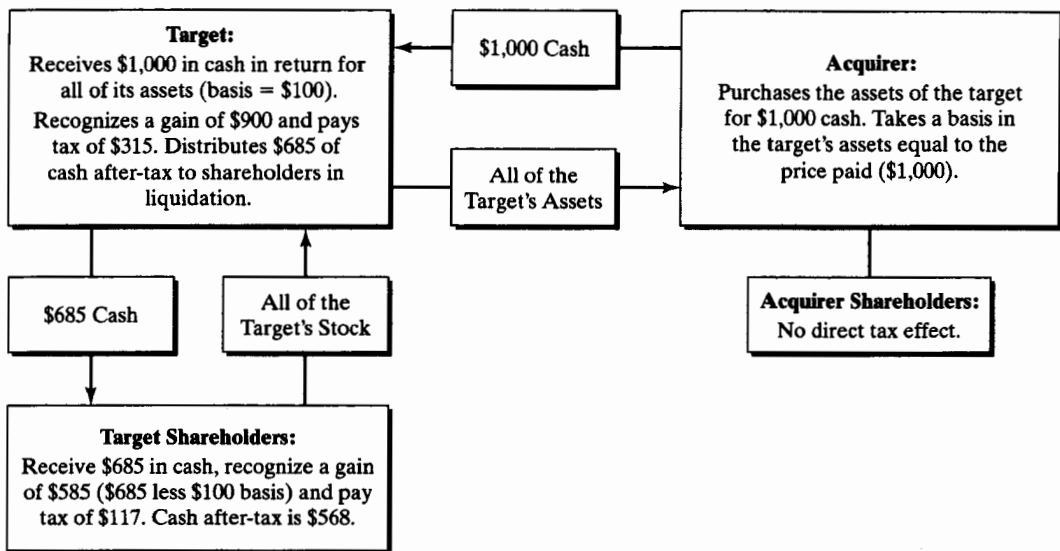 Target:
Receives $1,000 in cash in return for
all of its assets (basis = $100).
Recognizes a gain of $900 and pays
tax of $315. Distributes $685 of
cash after-tax to shareholders in
liquidation.
$1,000 Cash
All of the
Target's Assets
Acquirer:
Purchases the assets of the target
for $1,000 cash. Takes a basis in
the target's assets equal to the
price paid ($1,000).
$685 Cash
All of the
Target's Stock
Acquirer Shareholders:
No direct tax effect.
Target Shareholders:
Receive $685 in cash, recognize a gain
of $585 ($685 less $100 basis) and pay
tax of $117. Cash after-tax is $568.